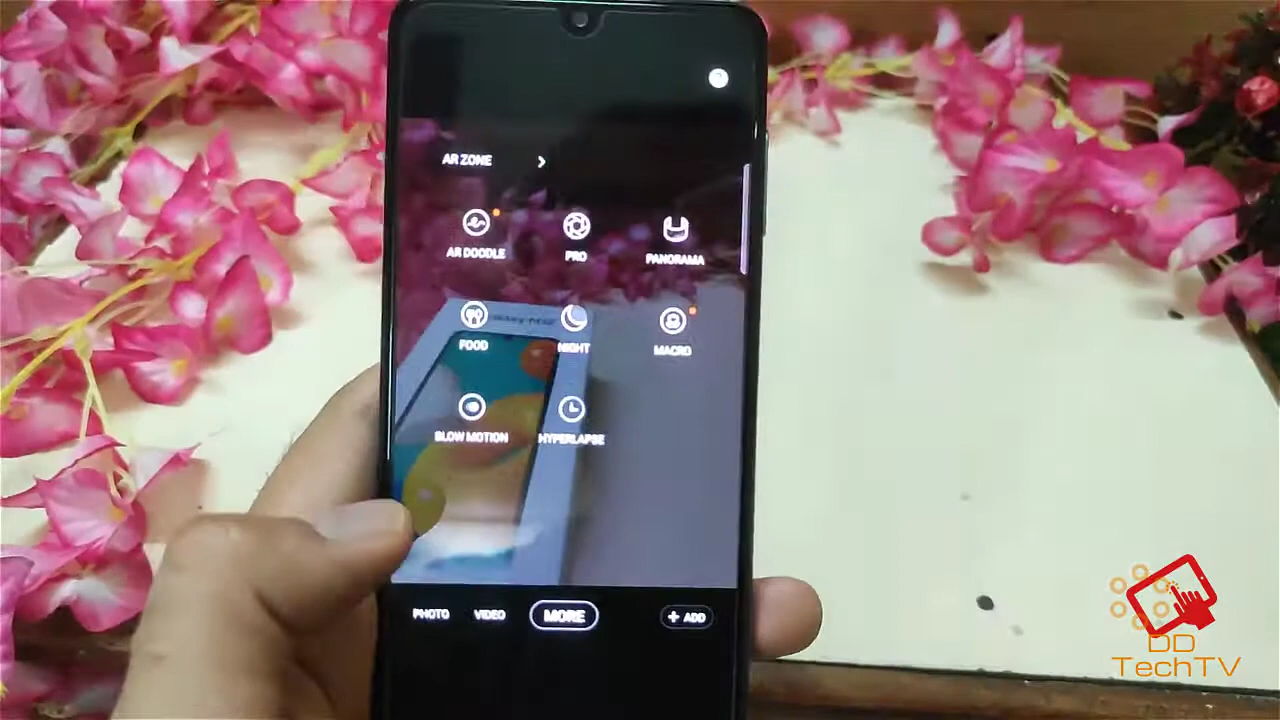 AR ZONE
AR DOODLE
PRO
PANORAMA
FOOD
NIGHT
MACRO
SLOW MOTION
HYPERLAPSE
PHOTO
VIDEO
MORE
+ ADD
DD
TechTV